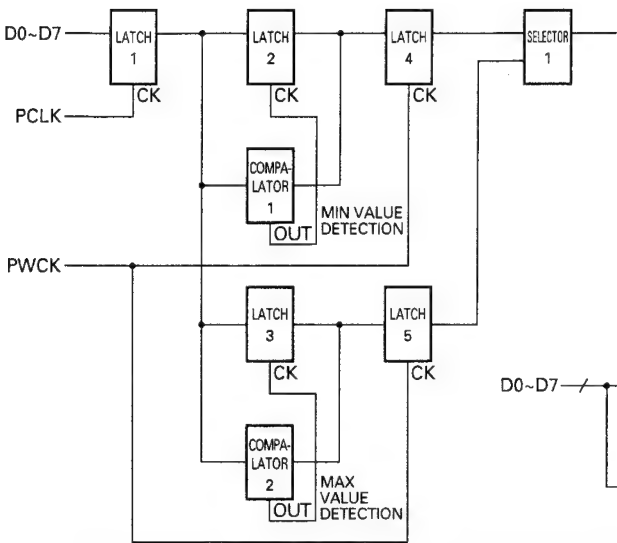 D0~D7
LATCH
1
CK
PCLK
LATCH
2
CK
LATCH
4
CK
SELECTOR
1
COMPA-
LATOR
1
OUT
MIN VALUE
DETECTION
PWCK
LATCH
3
CK
LATCH
5
CK
D0~D7
COMPA-
LATOR
2
OUT
MAX
VALUE
DETECTION